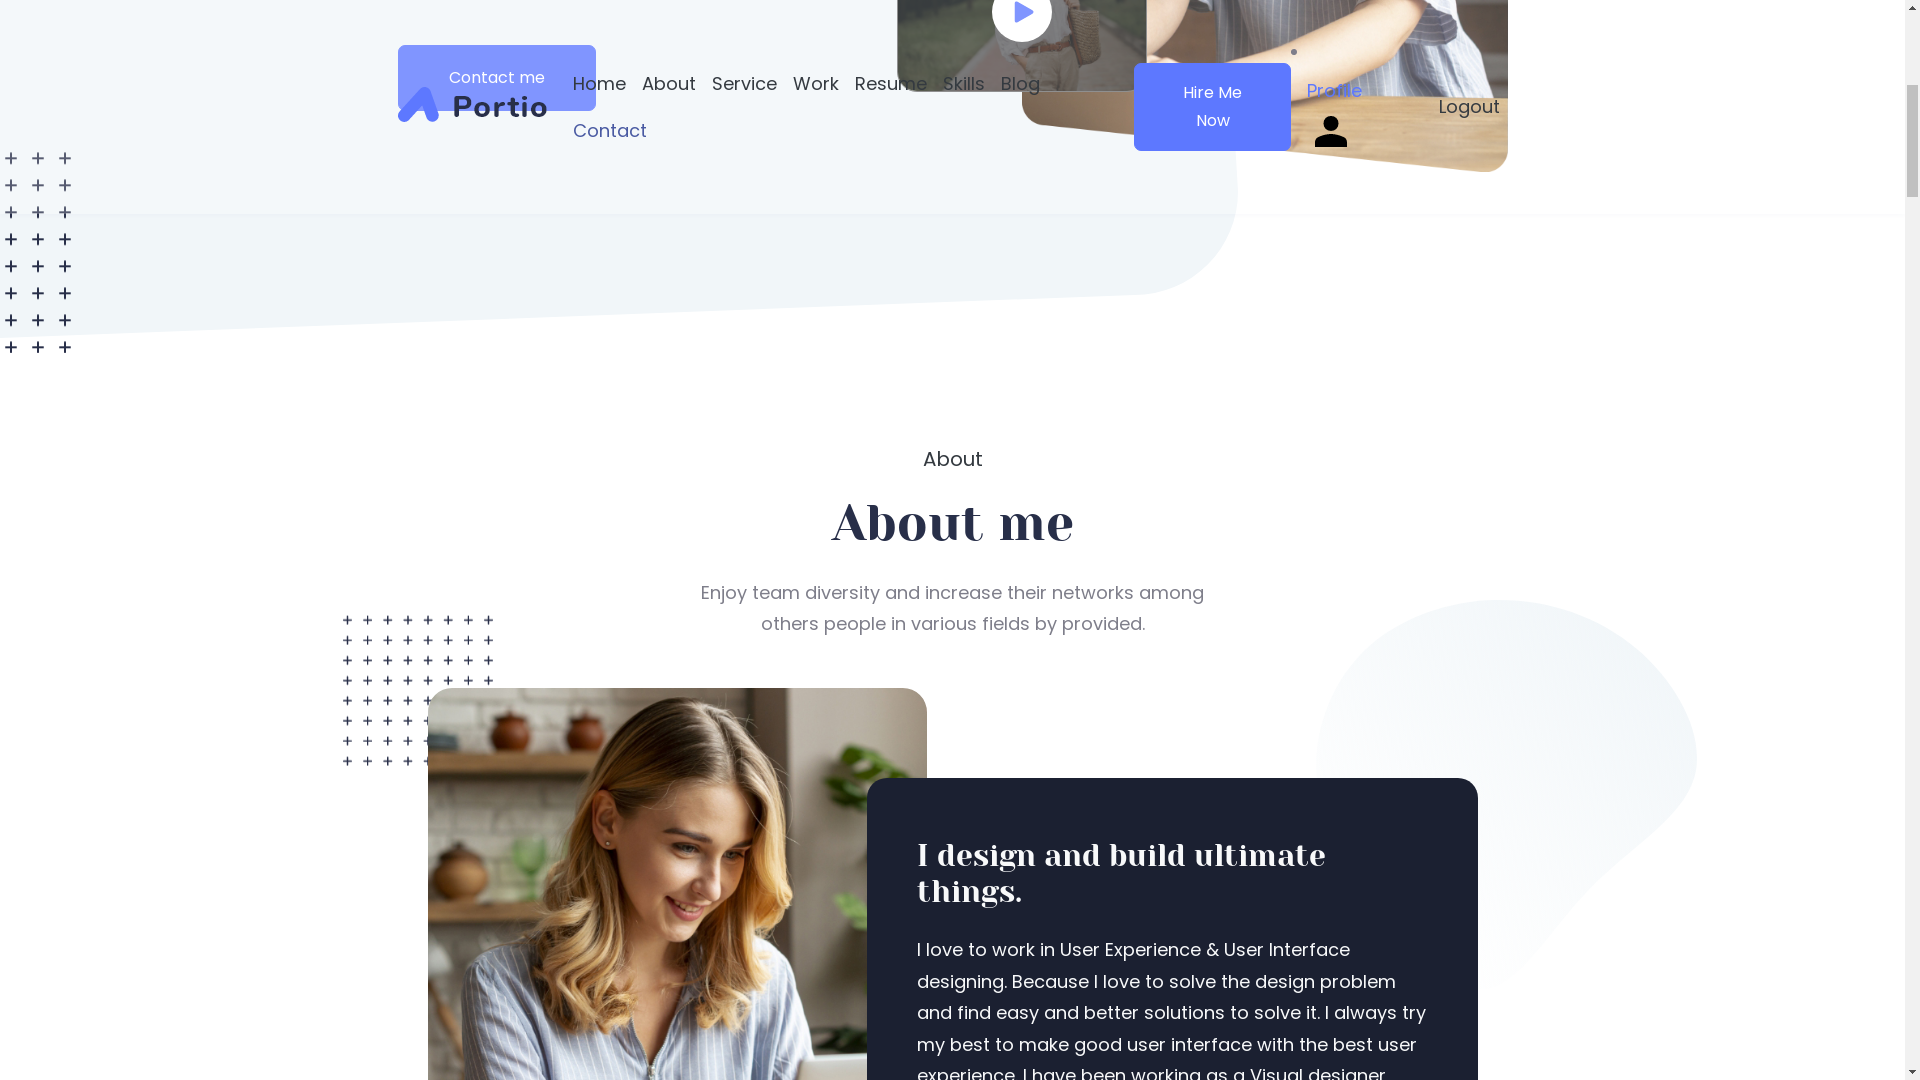 Contact me
Portio
Home About Service Work Resume Skills Blog
Contact
Hire Me
Now
Profile
Logout
About
About me
Enjoy team diversity and increase their networks among
others people in various fields by provided.
I design and build ultimate
things.
I love to work in User Experience & User Interface
designing. Because I love to solve the design problem
and find easy and better solutions to solve it. I always try
my best to make good user interface with the best user
experience. I have been working as a Visual designer